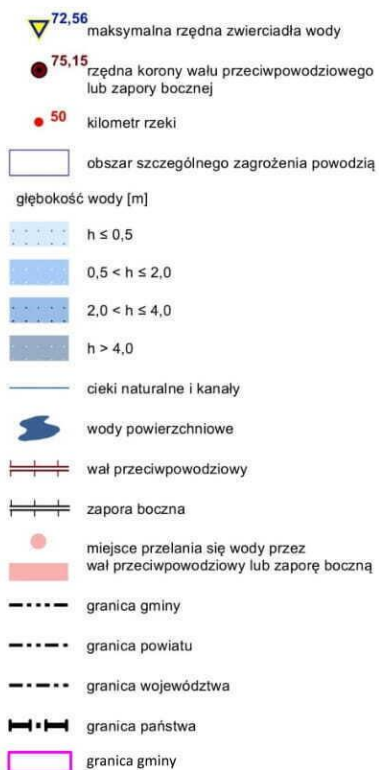 72,56
maksymalna rzędna zwierciadła wody
75,15
rzędna korony wału przeciwpowodziowego
lub zapory bocznej
50
kilometr rzeki
obszar szczególnego zagrożenia powodzią
głębokość wody [m]
h ≤ 0,5
0,5 < h ≤ 2,0
2,0 < h ≤ 4,0
h > 4,0
cieki naturalne i kanały
wody powierzchniowe
wał przeciwpowodziowy
zapora boczna
miejsce przelania się wody przez
wał przeciwpowodziowy lub zaporę boczną
granica gminy
granica powiatu
granica województwa
granica państwa
granica gminy